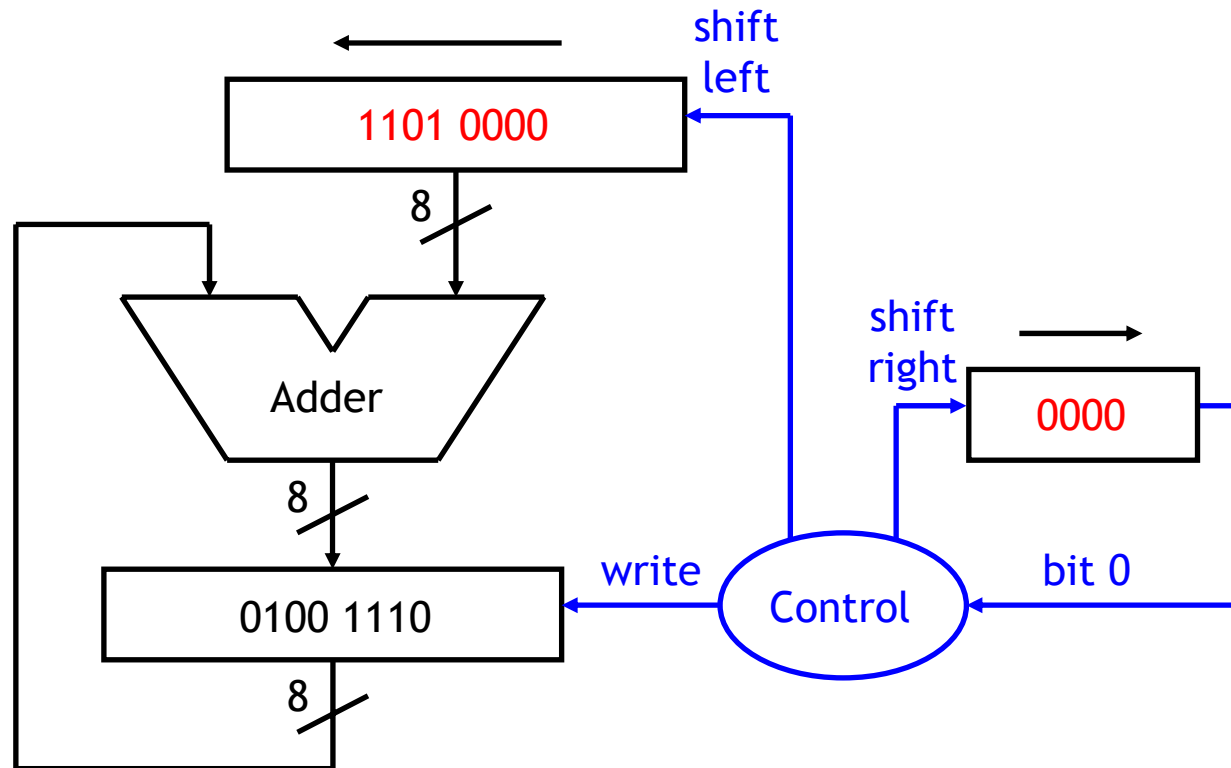 shift
left
1101 0000
8
shift
right
Adder
0000
8
write
bit 0
Control
0100 1110
8